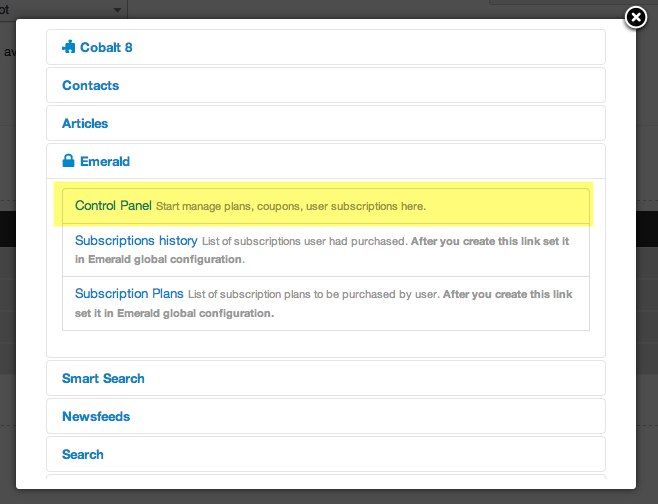 ot
av
Cobalt 8
Contacts
Articles
Emerald
Control Panel Start manage plans, coupons, user subscriptions here.
Subscriptions history List of subscriptions user had purchased. After you create this link set it
in Emerald global configuration.
Subscription Plans List of subscription plans to be purchased by user. After you create this link
set it in Emerald global configuration.
Smart Search
Newsfeeds
Search